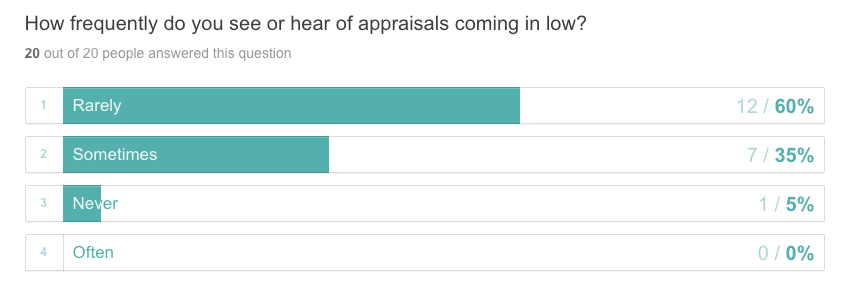 How frequently do you see or hear of appraisals coming in low?
20 out of 20 people answered this question
1 Rarely 12 / 60%
2 Sometimes 7 / 35%
3 Never 1 / 5%
4 Often 0 / 0%